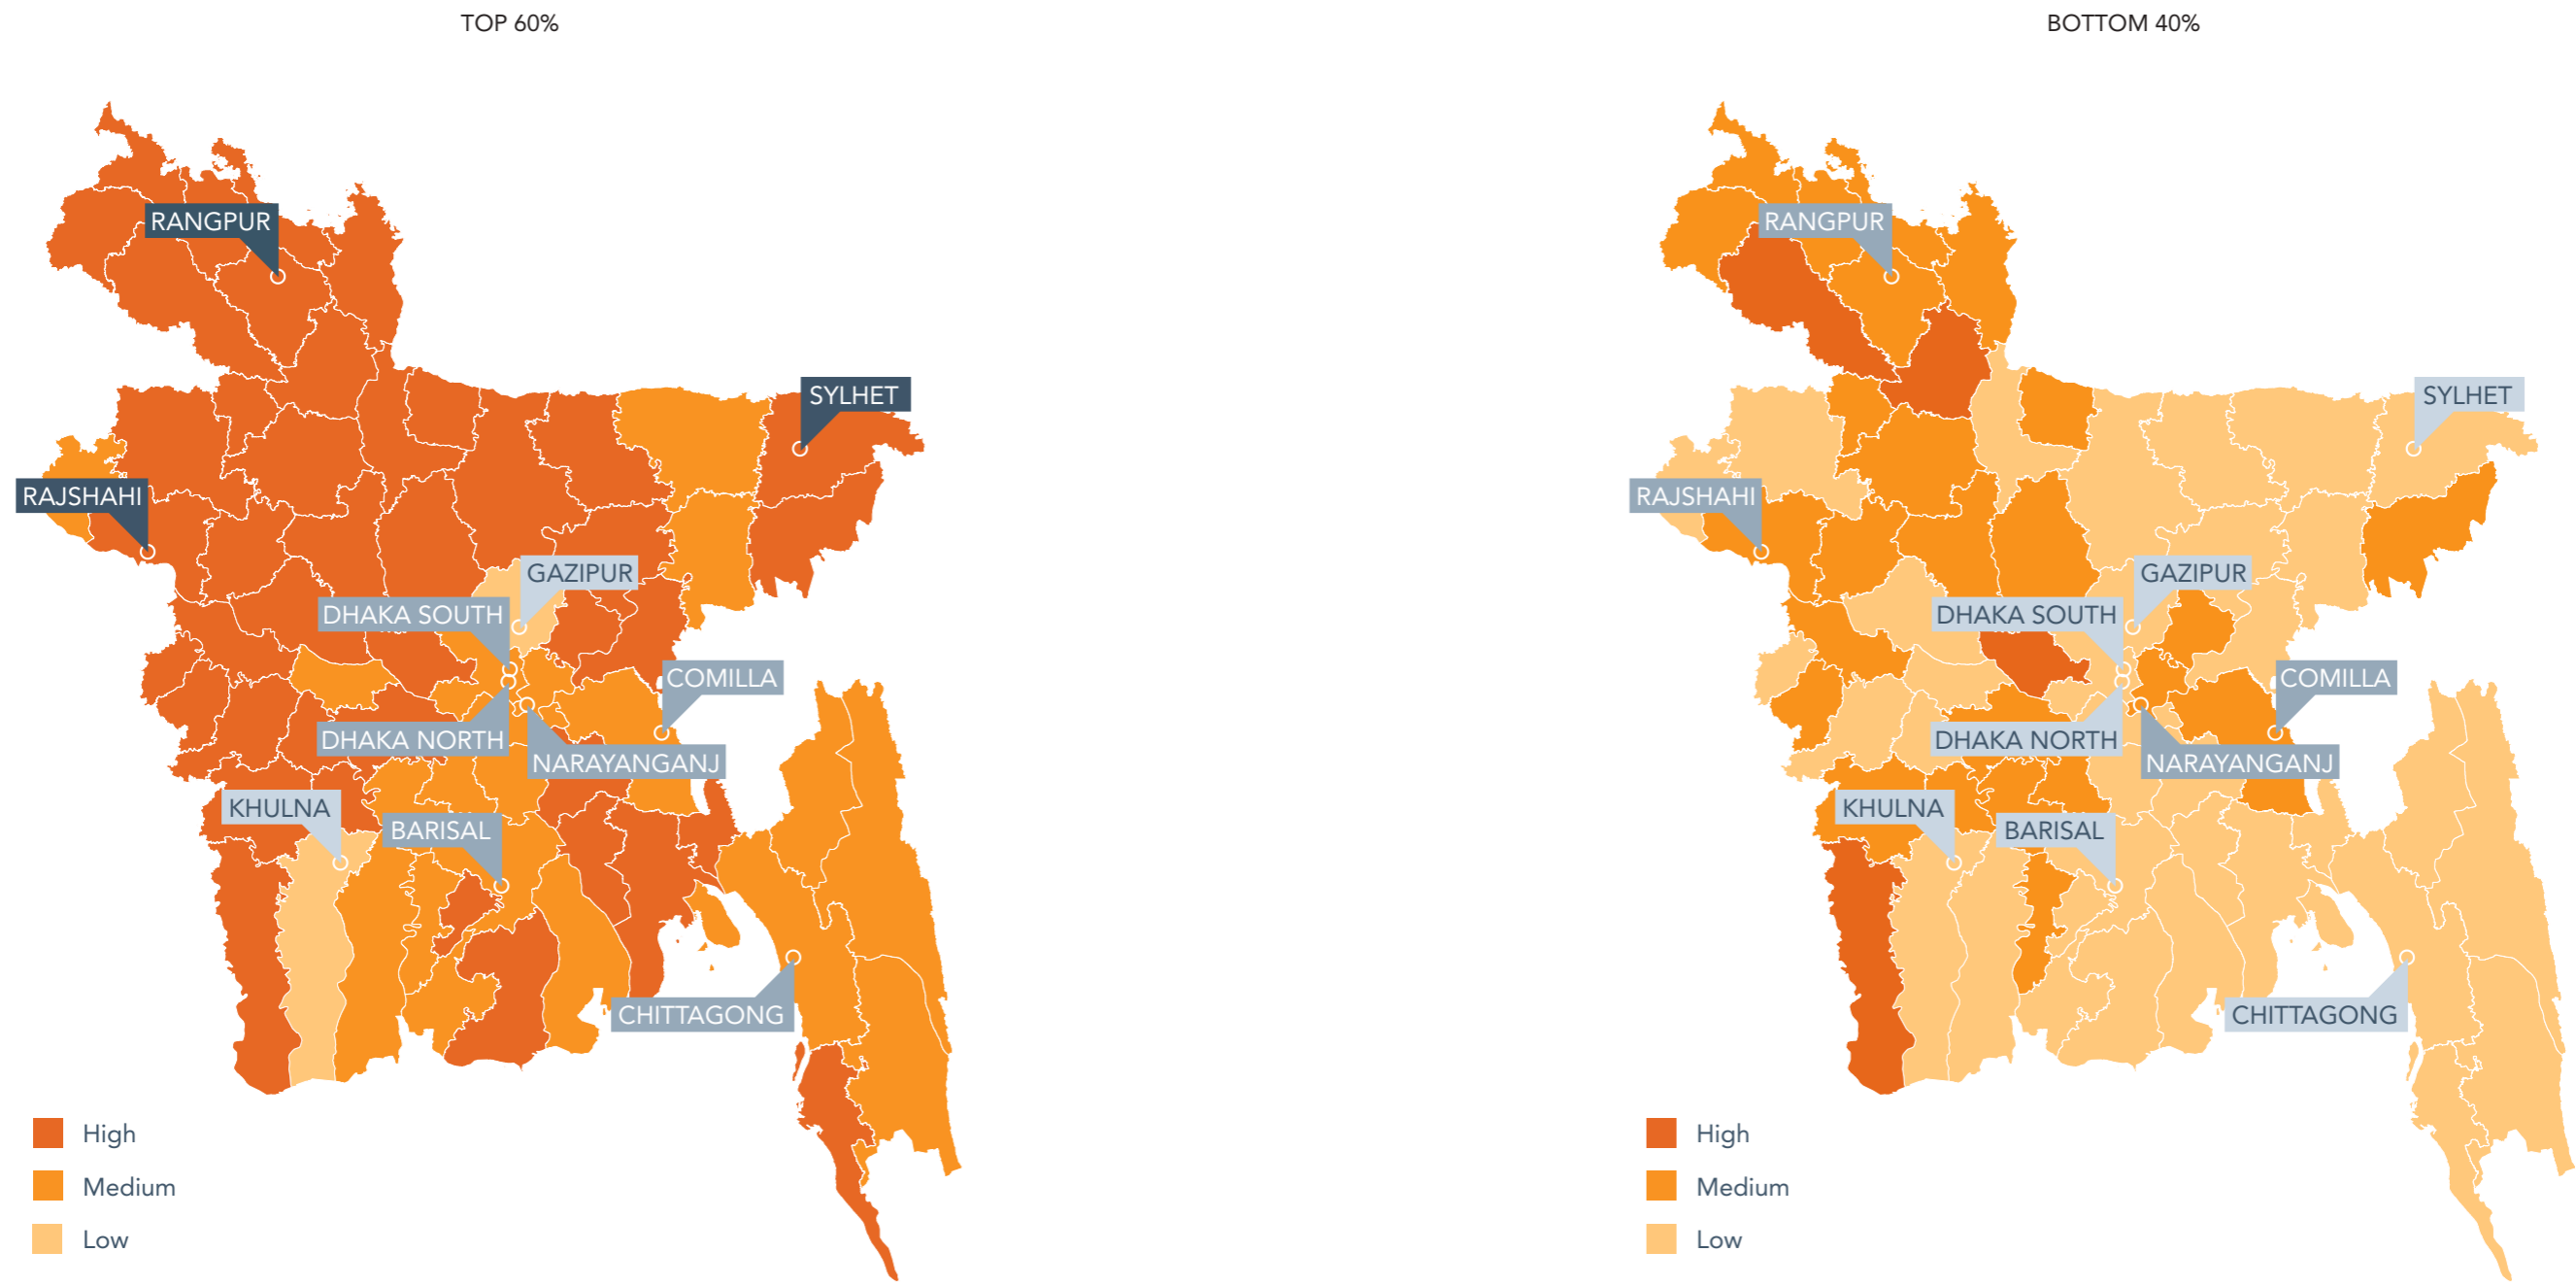 TOP 60%
RANGPUR
SYLHET
RAJSHAHI
GAZIPUR
DHAKA SOUTH
COMILLA
DHAKA NORTH
NARAYANGANJ
KHULNA
BARISAL
CHITTAGONG
High
Medium
Low
BOTTOM 40%
RANGPUR
SYLHET
RAJSHAHI
GAZIPUR
DHAKA SOUTH
COMILLA
DHAKA NORTH
NARAYANGANJ
KHULNA
BARISAL
CHITTAGONG
High
Medium
Low